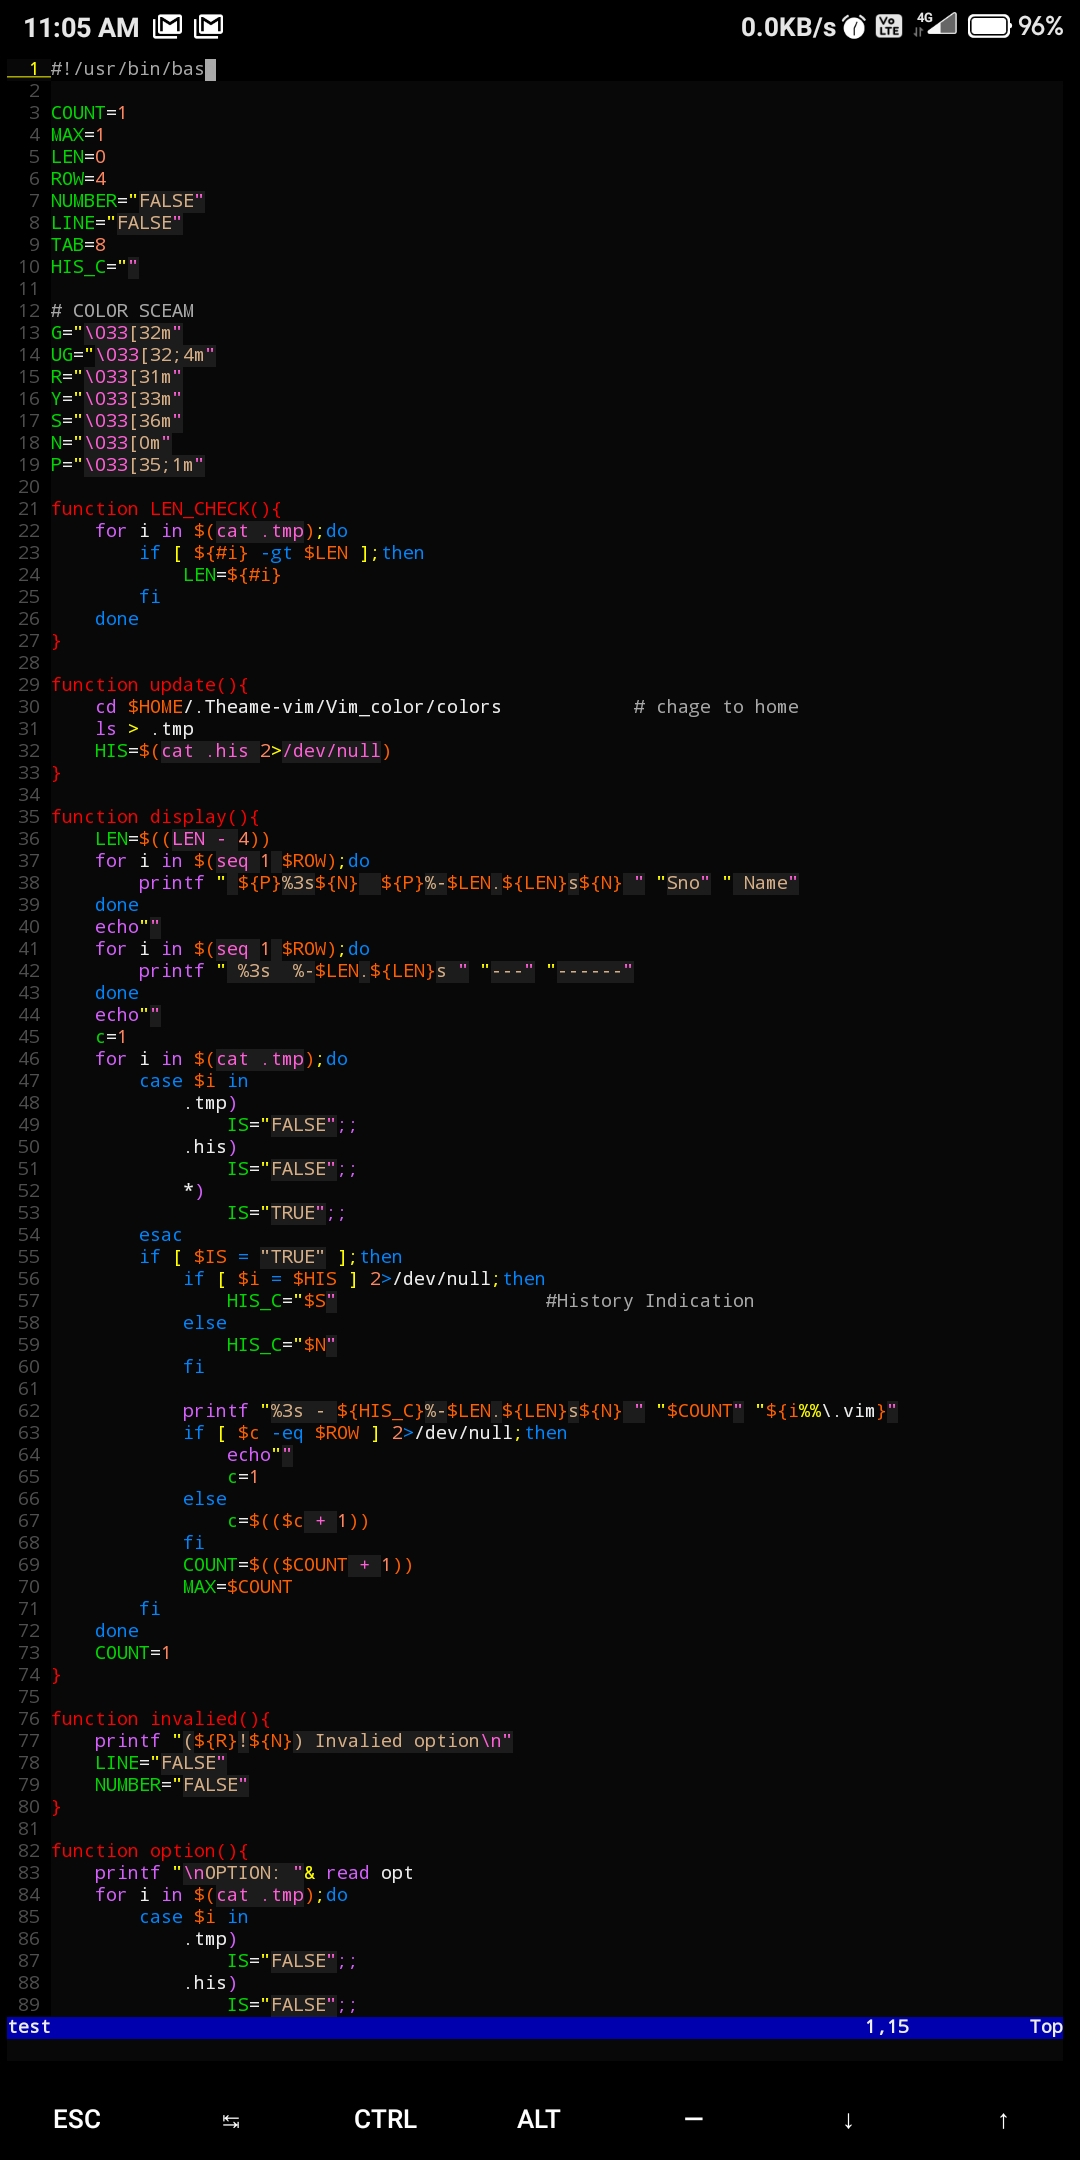 11:05 AM 0.0KB/s Vo LTE 4G 96%
1 #!/usr/bin/bas
2
3 COUNT=1
4 MAX=1
5 LEN=0
6 ROW=4
7 NUMBER="FALSE"
8 LINE="FALSE"
9 TAB=8
10 HIS_C=""
11
12 # COLOR SCEAM
13 G="\033[32m"
14 UG="\033[32;4m"
15 R="\033[31m"
16 Y="\033[33m"
17 S="\033[36m"
18 N="\033[0m"
19 P="\033[35;1m"
20
21 function LEN_CHECK(){
22     for i in $(cat .tmp);do
23         if [ ${#i} -gt $LEN ];then
24             LEN=${#i}
25         fi
26     done
27 }
28
29 function update(){
30     cd $HOME/.Theame-vim/Vim_color/colors            # chage to home
31     ls > .tmp
32     HIS=$(cat .his 2>/dev/null)
33 }
34
35 function display(){
36     LEN=$((LEN - 4))
37     for i in $(seq 1 $ROW);do
38         printf " ${P}%3s${N}  ${P}%-$LEN.${LEN}s${N} " "Sno" " Name"
39     done
40     echo""
41     for i in $(seq 1 $ROW);do
42         printf " %3s  %-$LEN.${LEN}s " "---" "------"
43     done
44     echo""
45     c=1
46     for i in $(cat .tmp);do
47         case $i in
48             .tmp)
49                 IS="FALSE";;
50             .his)
51                 IS="FALSE";;
52             *)
53                 IS="TRUE";;
54         esac
55         if [ $IS = "TRUE" ];then
56             if [ $i = $HIS ] 2>/dev/null;then
57                 HIS_C="$S"                   #History Indication
58             else
59                 HIS_C="$N"
60             fi
61
62             printf "%3s - ${HIS_C}%-$LEN.${LEN}s${N} " "$COUNT" "${i%%\.vim}"
63             if [ $c -eq $ROW ] 2>/dev/null;then
64                 echo""
65                 c=1
66             else
67                 c=$(($c + 1))
68             fi
69             COUNT=$(($COUNT + 1))
70             MAX=$COUNT
71         fi
72     done
73     COUNT=1
74 }
75
76 function invalied(){
77     printf "(${R}!${N}) Invalied option\n"
78     LINE="FALSE"
79     NUMBER="FALSE"
80 }
81
82 function option(){
83     printf "\nOPTION: "& read opt
84     for i in $(cat .tmp);do
85         case $i in
86             .tmp)
87                 IS="FALSE";;
88             .his)
89                 IS="FALSE";;
test 1,15 Top
ESC ↹ CTRL ALT — ↓ ↑